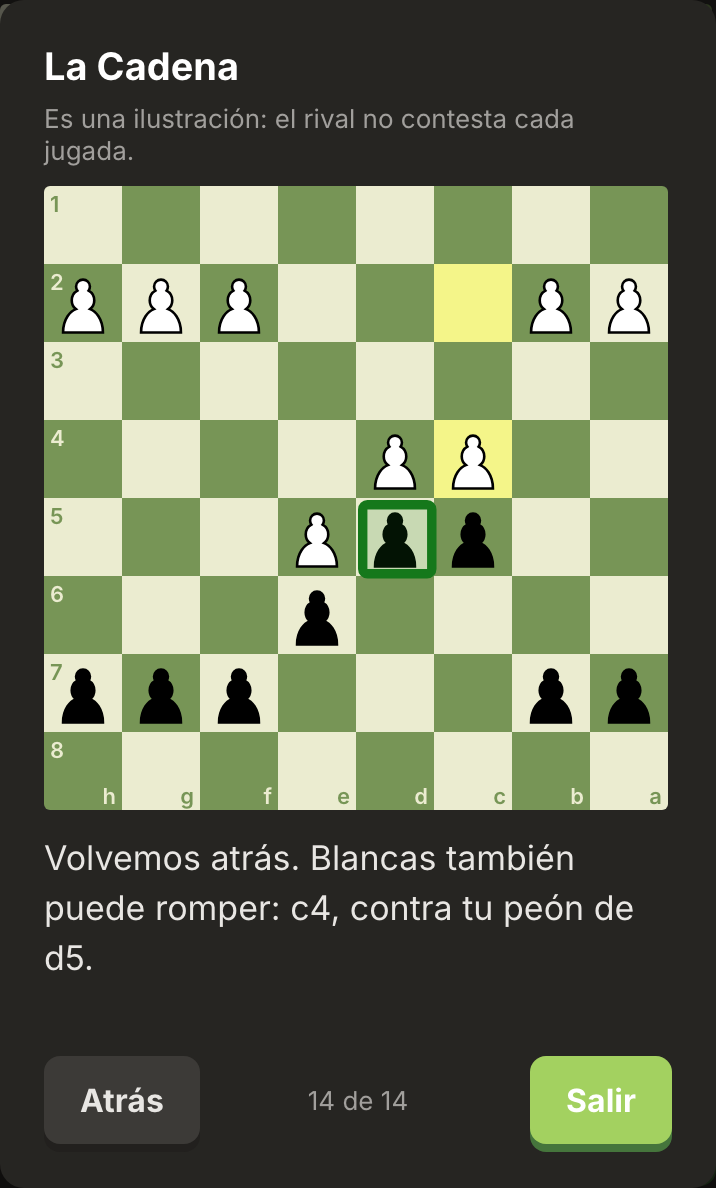 La Cadena
Es una ilustración: el rival no contesta cada
jugada.
1
2
3
4
5
6
7
8
h g f e d c b a
Volvemos atrás. Blancas también
puede romper: c4, contra tu peón de
d5.
Atrás 14 de 14 Salir